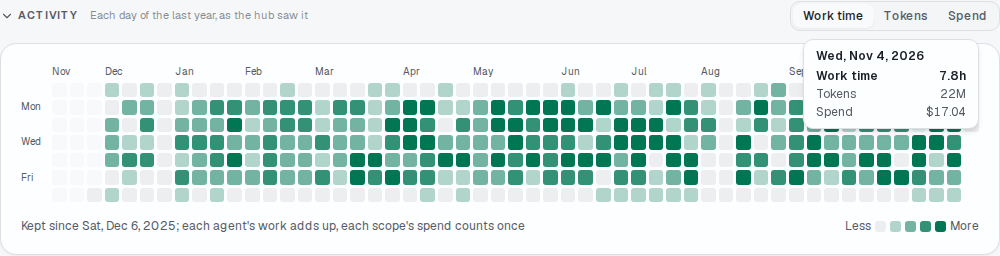 ACTIVITY Each day of the last year, as the hub saw it Work time Tokens Spend
Nov Dec Jan Feb Mar Apr May Jun Jul Aug Sep
Wed, Nov 4, 2026
Work time 7.8h
Tokens 22M
Spend $17.04
Mon
Wed
Fri
Kept since Sat, Dec 6, 2025; each agent's work adds up, each scope's spend counts once Less More